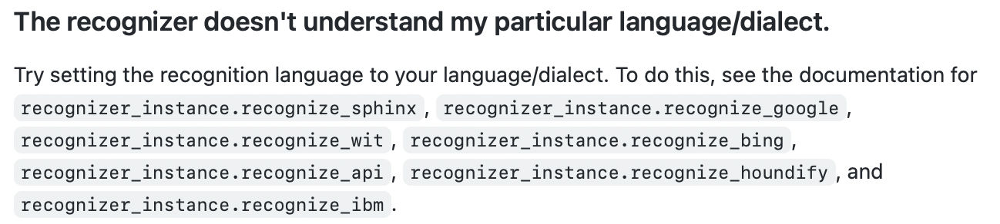 The recognizer doesn't understand my particular language/dialect.
Try setting the recognition language to your language/dialect. To do this, see the documentation for
recognizer_instance.recognize_sphinx, recognizer_instance.recognize_google,
recognizer_instance.recognize_wit, recognizer_instance.recognize_bing,
recognizer_instance.recognize_api, recognizer_instance.recognize_houndify, and
recognizer_instance.recognize_ibm.